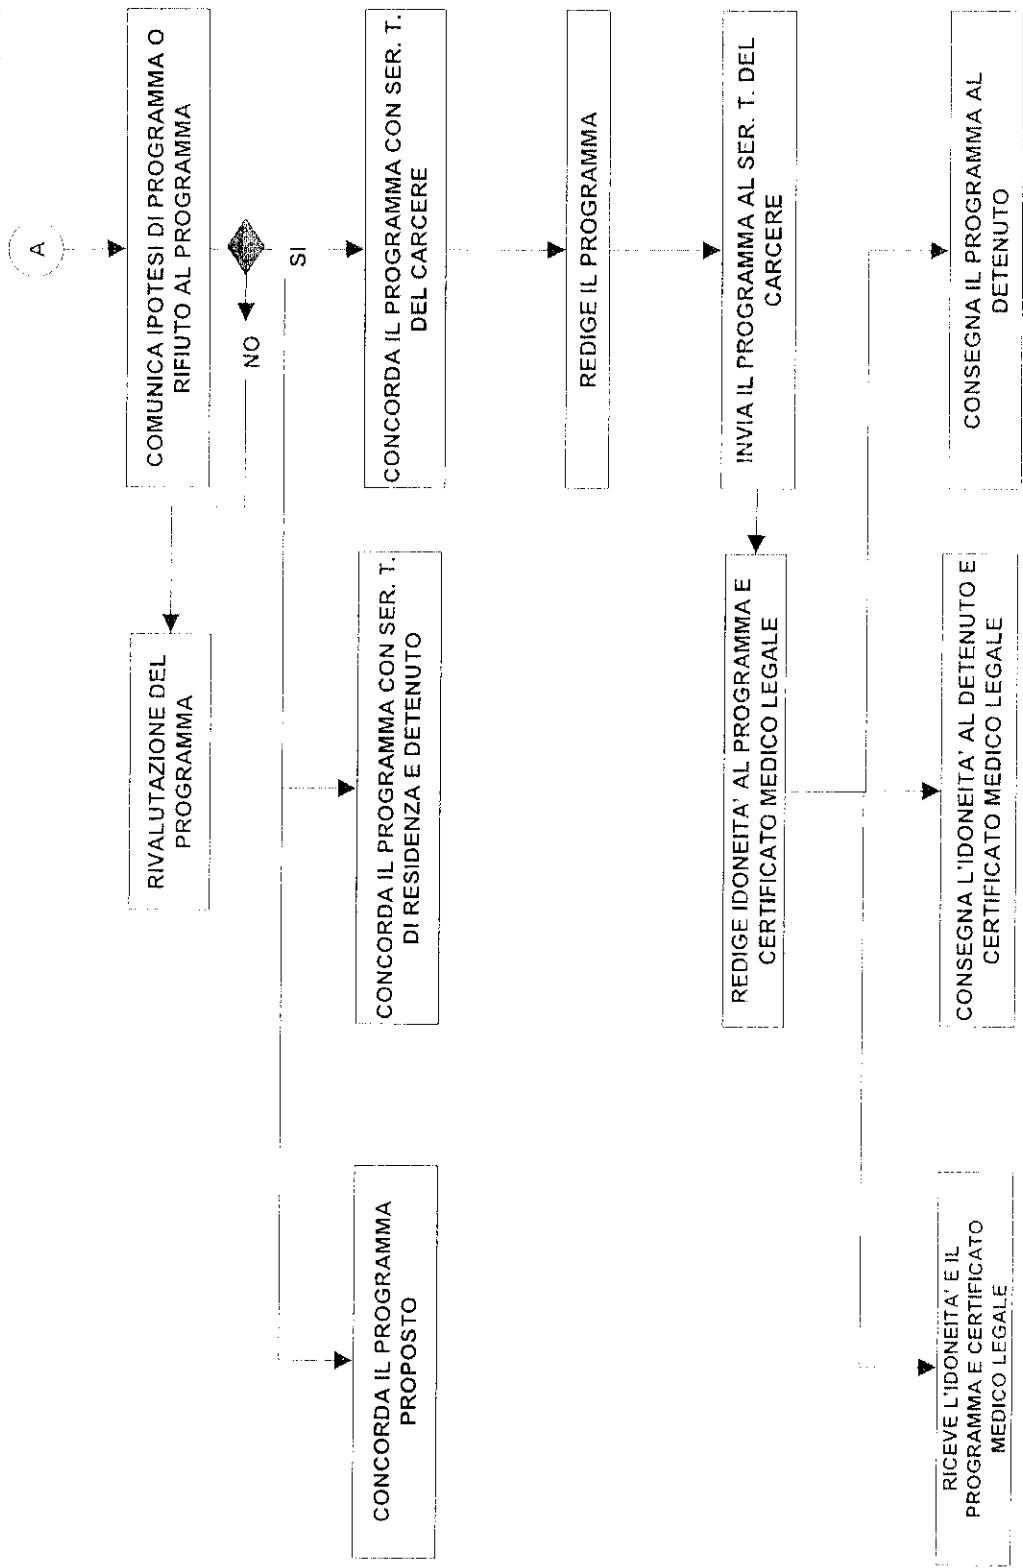 A
COMUNICA IPOTESI DI PROGRAMMA O
RIFIUTO AL PROGRAMMA
RIVALUTAZIONE DEL
PROGRAMMA
NO
SI
CONCORDA IL PROGRAMMA PROPOSTO
PROPOSTO
CONCORDA IL PROGRAMMA CON SER. T.
DI RESIDENZA E DETENUTO
CONCORDA IL PROGRAMMA CON SER. T.
DEL CARCERE
REDIGE IL PROGRAMMA
REDIGE IDONEITA' AL PROGRAMMA E
CERTIFICATO MEDICO LEGALE
INVIA IL PROGRAMMA AL SER. T. DEL
CARCERE
RICEVE L'IDONEITA' E IL
PROGRAMMA E CERTIFICATO
MEDICO LEGALE
CONSEGNA L'IDONEITA' AL DETENUTO E
CERTIFICATO MEDICO LEGALE
CONSEGNA IL PROGRAMMA AL
DETENUTO